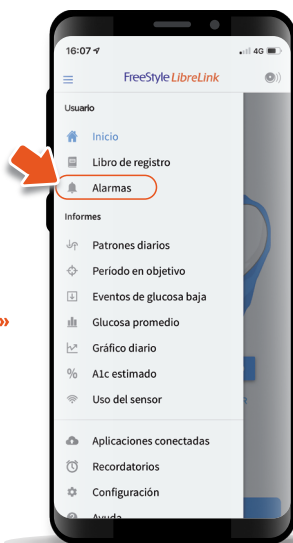 16:07 4G
FreeStyle LibreLink
Usuario
Inicio
Libro de registro
Alarmas
Informes
Patrones diarios
Período en objetivo
Eventos de glucosa baja
Glucosa promedio
Gráfico diario
% A1c estimado
Uso del sensor
Aplicaciones conectadas
Recordatorios
Configuración
Ayuda
»